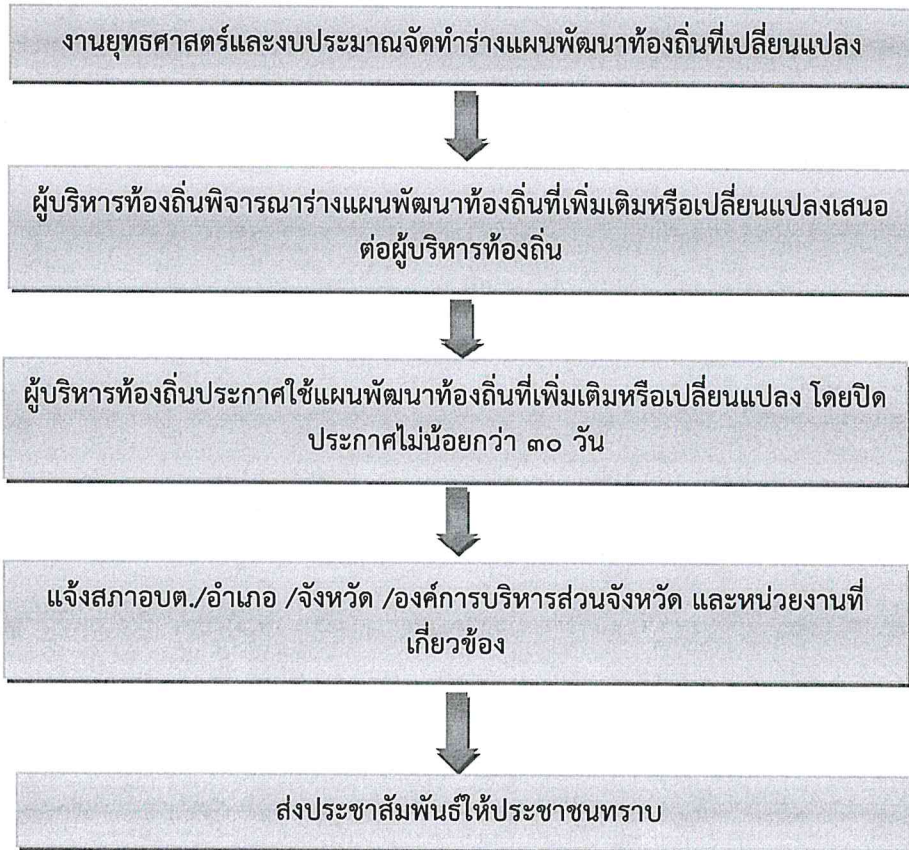 งานยุทธศาสตร์และงบประมาณจัดทำร่างแผนพัฒนาท้องถิ่นที่เปลี่ยนแปลง
ผู้บริหารท้องถิ่นพิจารณาร่างแผนพัฒนาท้องถิ่นที่เพิ่มเติมหรือเปลี่ยนแปลงเสนอ
ต่อผู้บริหารท้องถิ่น
ผู้บริหารท้องถิ่นประกาศใช้แผนพัฒนาท้องถิ่นที่เพิ่มเติมหรือเปลี่ยนแปลง โดยปิด
ประกาศไม่น้อยกว่า ๓๐ วัน
แจ้งสภาอบต./อำเภอ /จังหวัด /องค์การบริหารส่วนจังหวัด และหน่วยงานที่
เกี่ยวข้อง
ส่งประชาสัมพันธ์ให้ประชาชนทราบ